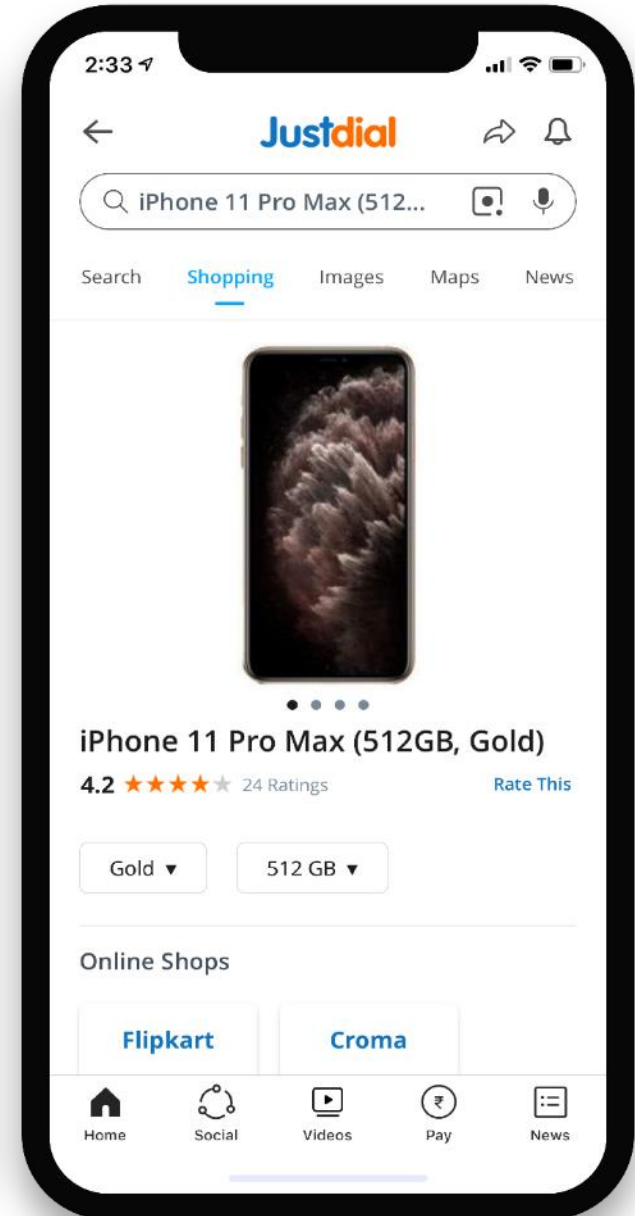 2:33
Justdial
iPhone 11 Pro Max (512...
Search Shopping Images Maps News
iPhone 11 Pro Max (512GB, Gold)
4.2 ★★★★★ 24 Ratings Rate This
Gold ▼ 512 GB ▼
Online Shops
Flipkart Croma
₹
Home Social Videos Pay News